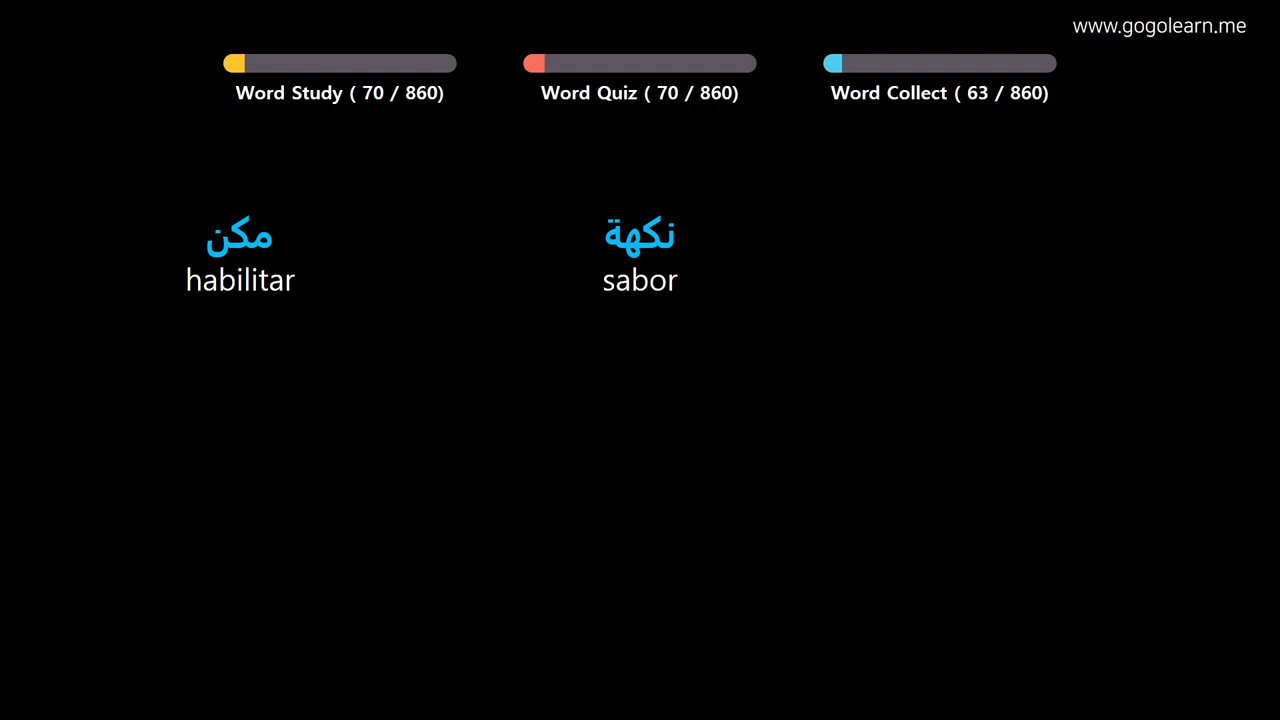 www.gogolearn.me
Word Study ( 70 / 860)
Word Quiz ( 70 / 860)
Word Collect ( 63 / 860)
مكن
habilitar
نكهة
sabor